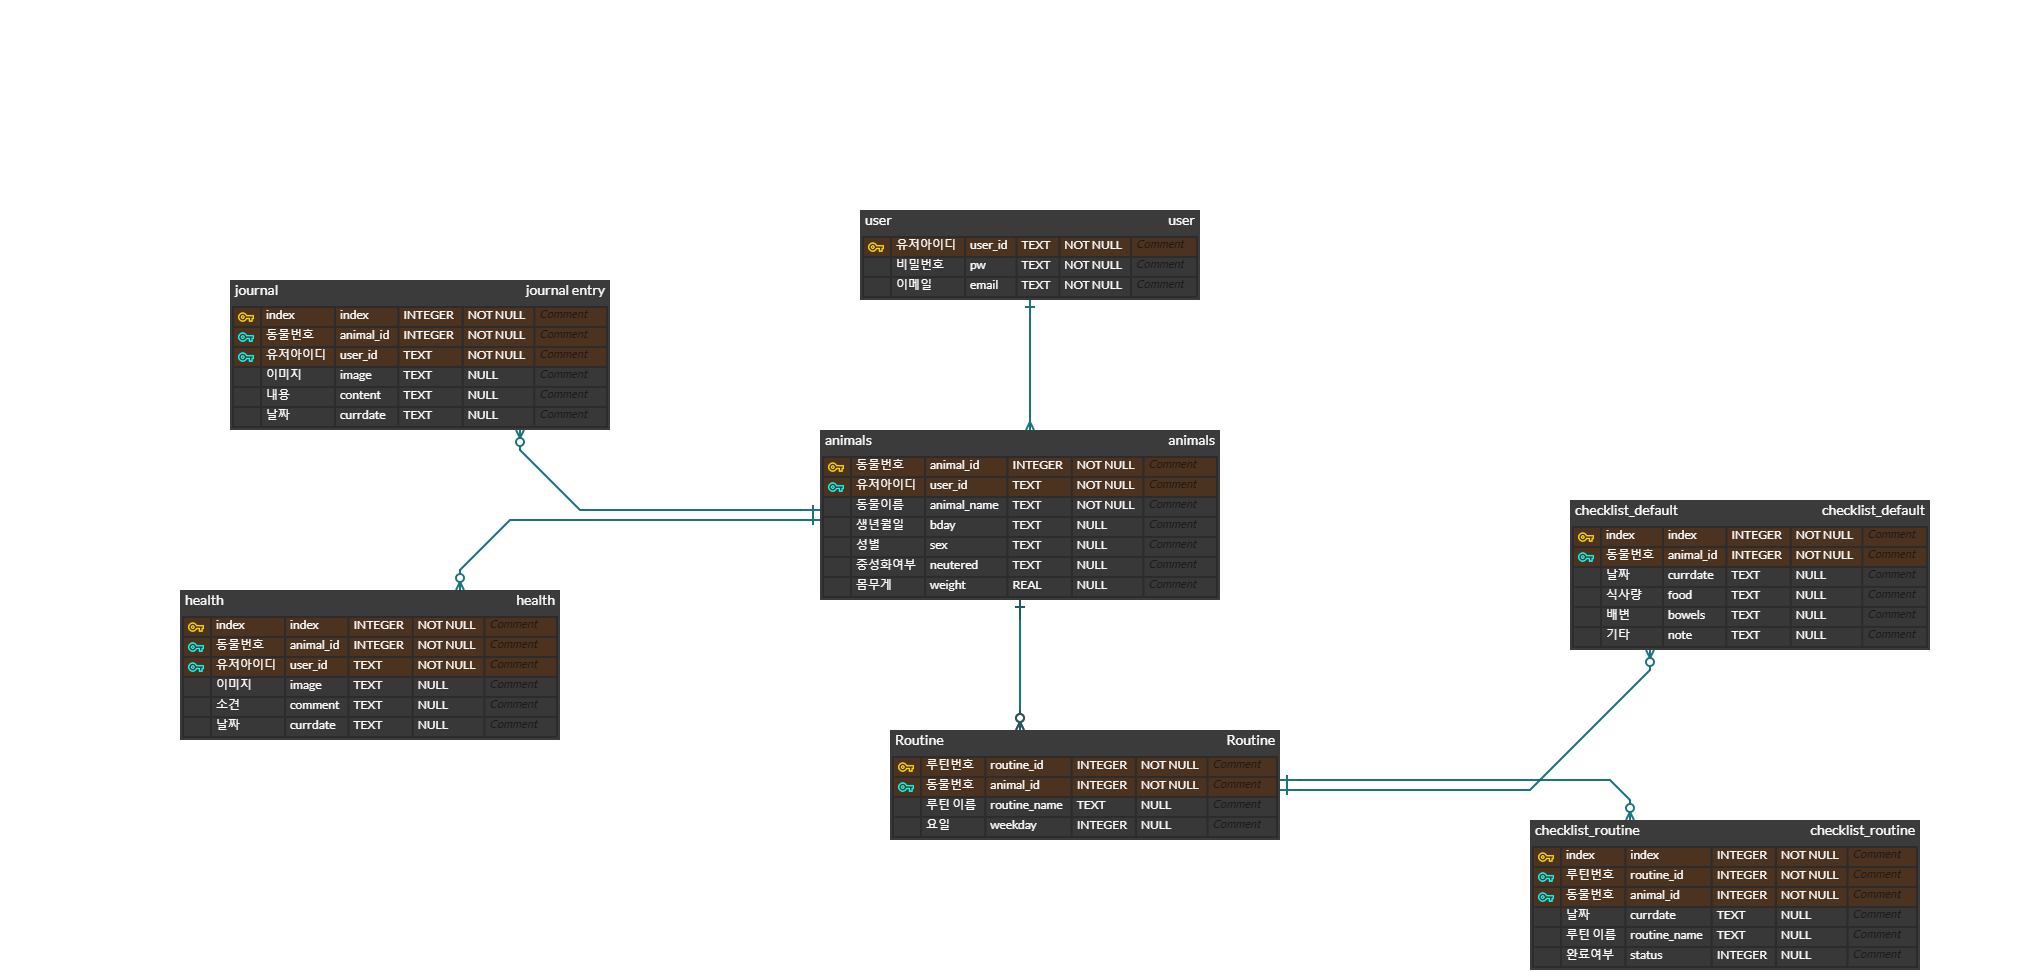 user user
유저아이디 user_id TEXT NOT NULL Comment
비밀번호 pw TEXT NOT NULL Comment
이메일 email TEXT NOT NULL Comment
journal journal entry
index index INTEGER NOT NULL Comment
동물번호 animal_id INTEGER NOT NULL Comment
유저아이디 user_id TEXT NOT NULL Comment
이미지 image TEXT NULL Comment
내용 content TEXT NULL Comment
날짜 currdate TEXT NULL Comment
animals animals
동물번호 animal_id INTEGER NOT NULL Comment
유저아이디 user_id TEXT NOT NULL Comment
동물이름 animal_name TEXT NOT NULL Comment
생년월일 bday TEXT NULL Comment
성별 sex TEXT NULL Comment
중성화여부 neutered TEXT NULL Comment
몸무게 weight REAL NULL Comment
checklist_default checklist_default
index index INTEGER NOT NULL Comment
동물번호 animal_id INTEGER NOT NULL Comment
날짜 currdate TEXT NULL Comment
식사량 food TEXT NULL Comment
배변 bowels TEXT NULL Comment
기타 note TEXT NULL Comment
health health
index index INTEGER NOT NULL Comment
동물번호 animal_id INTEGER NOT NULL Comment
유저아이디 user_id TEXT NOT NULL Comment
이미지 image TEXT NULL Comment
소견 comment TEXT NULL Comment
날짜 currdate TEXT NULL Comment
Routine Routine
루틴번호 routine_id INTEGER NOT NULL Comment
동물번호 animal_id INTEGER NOT NULL Comment
루틴 이름 routine_name TEXT NULL Comment
요일 weekday INTEGER NULL Comment
checklist_routine checklist_routine
index index INTEGER NOT NULL Comment
루틴번호 routine_id INTEGER NOT NULL Comment
동물번호 animal_id INTEGER NOT NULL Comment
날짜 currdate TEXT NULL Comment
루틴 이름 routine_name TEXT NULL Comment
완료여부 status INTEGER NULL Comment